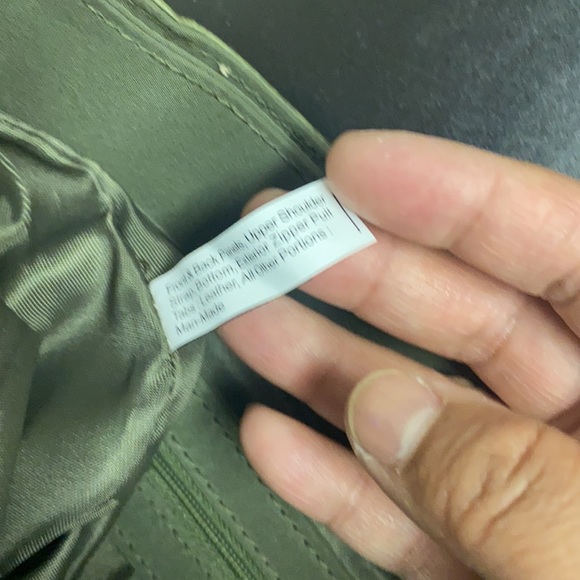 Front & Back Panels, Upper Shoulder
Strap Bottom, Exterior Zipper Pull
Tabs : Leather, All Other Portions :
Man-Made